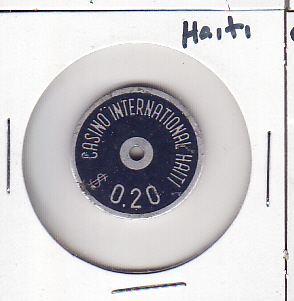 Haiti
CASINO INTERNATIONAL HAITI
$ 0.20